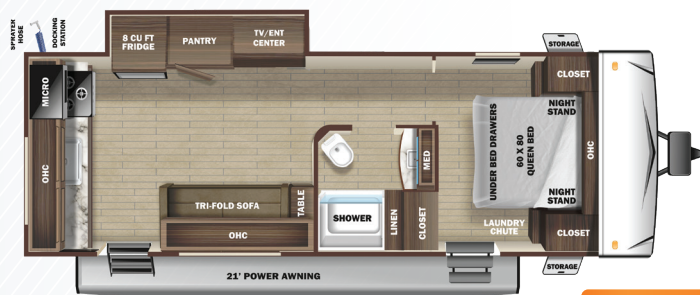 SPRAYER
HOSE
DOCKING
STATION
8 CU FT
FRIDGE
PANTRY
TV/ENT
CENTER
STORAGE
CLOSET
MICRO
NIGHT
STAND
UNDER BED DRAWERS
60 X 80
QUEEN BED
OHC
MED
OHC
TRI-FOLD SOFA
TABLE
SHOWER
LINEN
CLOSET
NIGHT
STAND
LAUNDRY
CHUTE
CLOSET
OHC
STORAGE
21' POWER AWNING